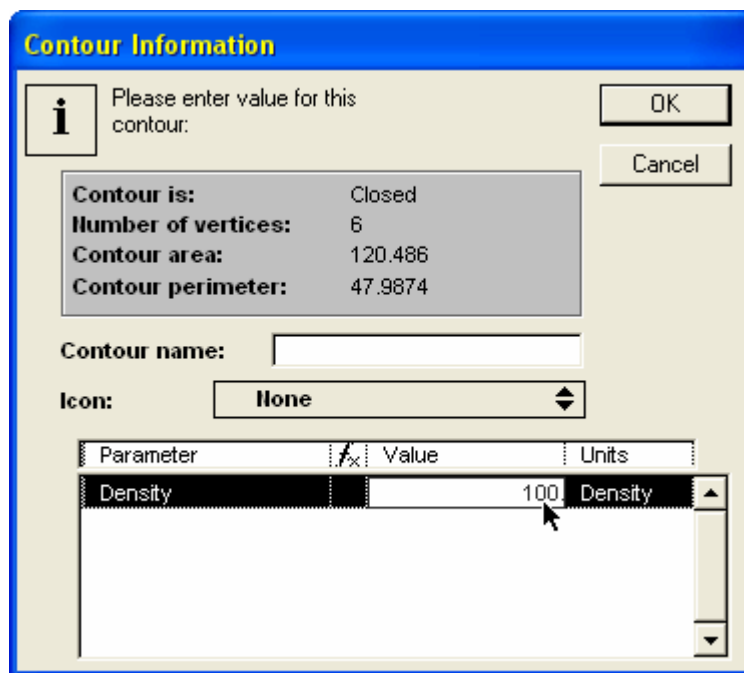 Contour Information
i
Please enter value for this
contour:
OK
Cancel
Contour is: Closed
Number of vertices: 6
Contour area: 120.486
Contour perimeter: 47.9874
Contour name:
Icon: None
Parameter fx Value Units
Density 100. Density